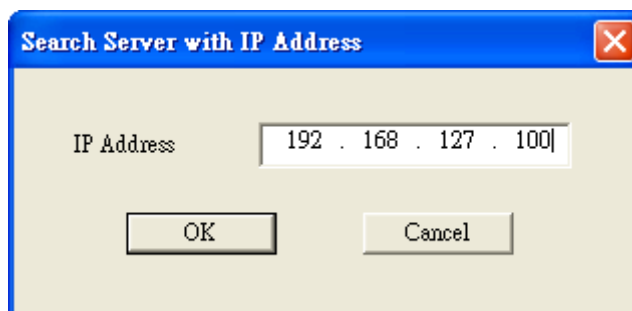 Search Server with IP Address
IP Address 192 . 168 . 127 . 100
OK Cancel